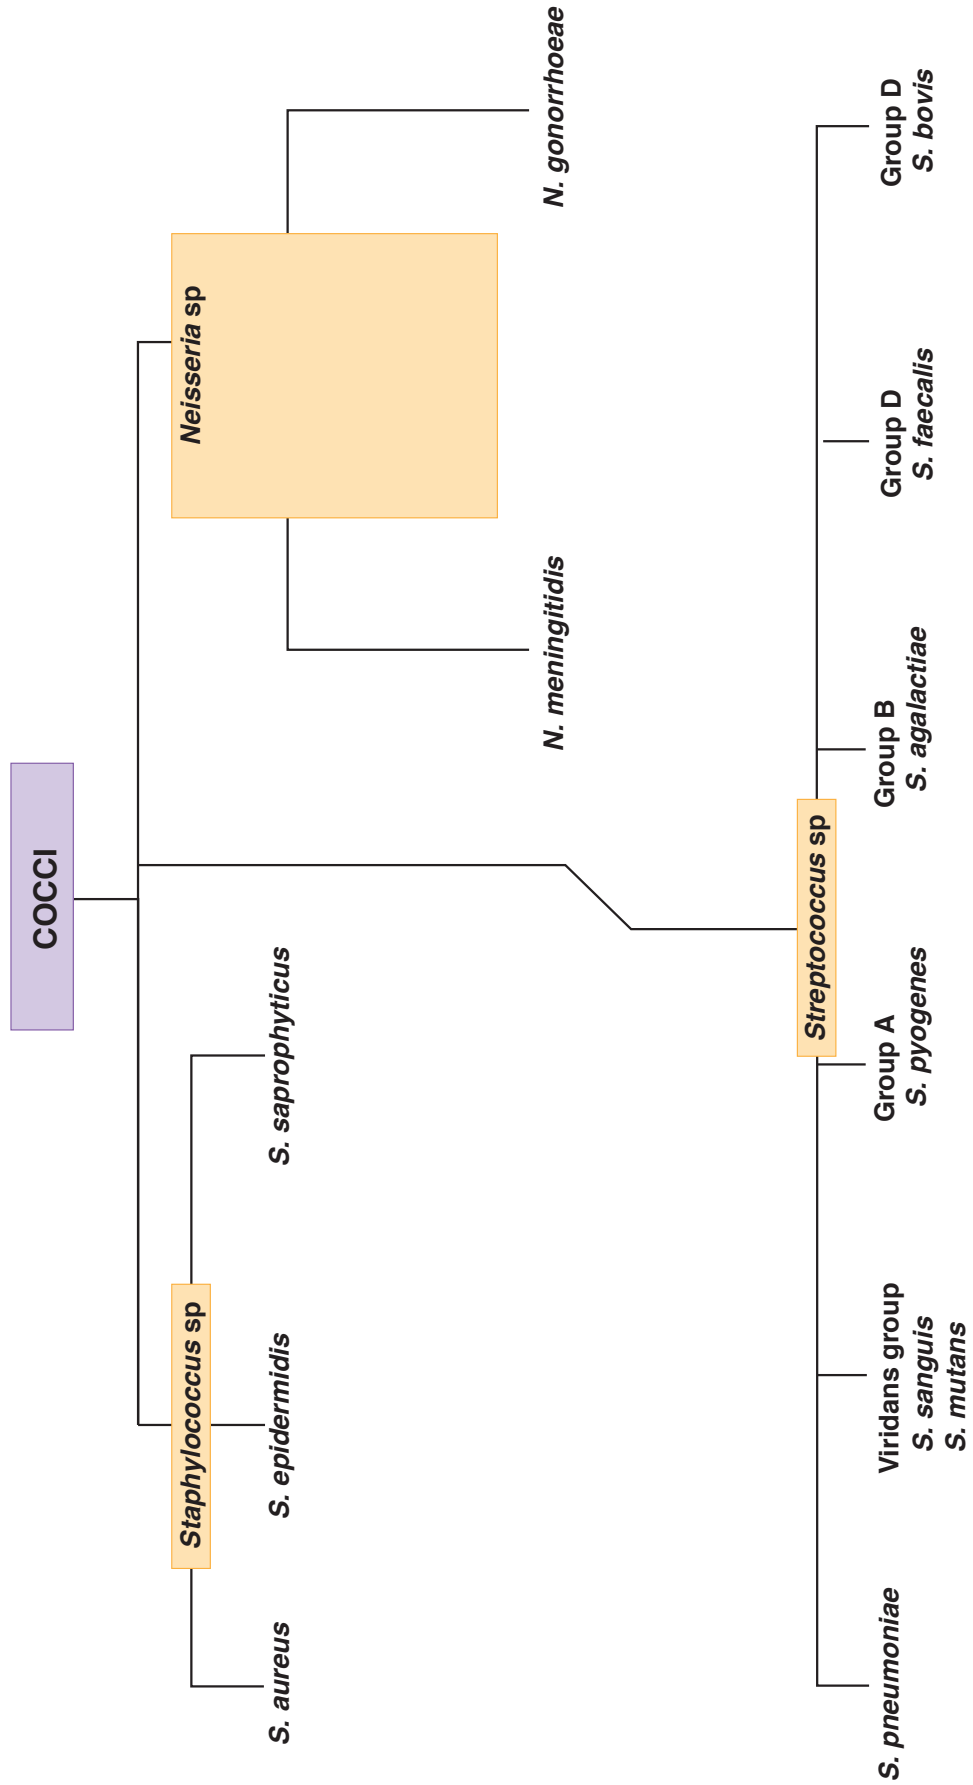 COCCI
Staphylococcus sp
Neisseria sp
S. aureus
S. epidermidis
S. saprophyticus
N. meningitidis
N. gonorrhoeae
Streptococcus sp
S. pneumoniae
Viridans group
S. sanguis
S. mutans
Group A
S. pyogenes
Group B
S. agalactiae
Group D
S. faecalis
Group D
S. bovis